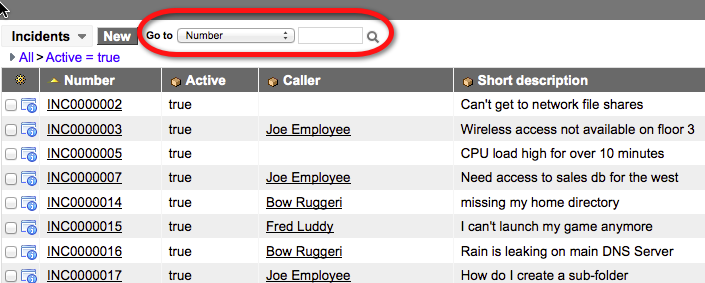 Incidents New Go to Number
All > Active = true
Number Active Caller Short description
INC0000002 true Can't get to network file shares
INC0000003 true Joe Employee Wireless access not available on floor 3
INC0000005 true CPU load high for over 10 minutes
INC0000007 true Joe Employee Need access to sales db for the west
INC0000014 true Bow Ruggeri missing my home directory
INC0000015 true Fred Luddy I can't launch my game anymore
INC0000016 true Bow Ruggeri Rain is leaking on main DNS Server
INC0000017 true Joe Employee How do I create a sub-folder